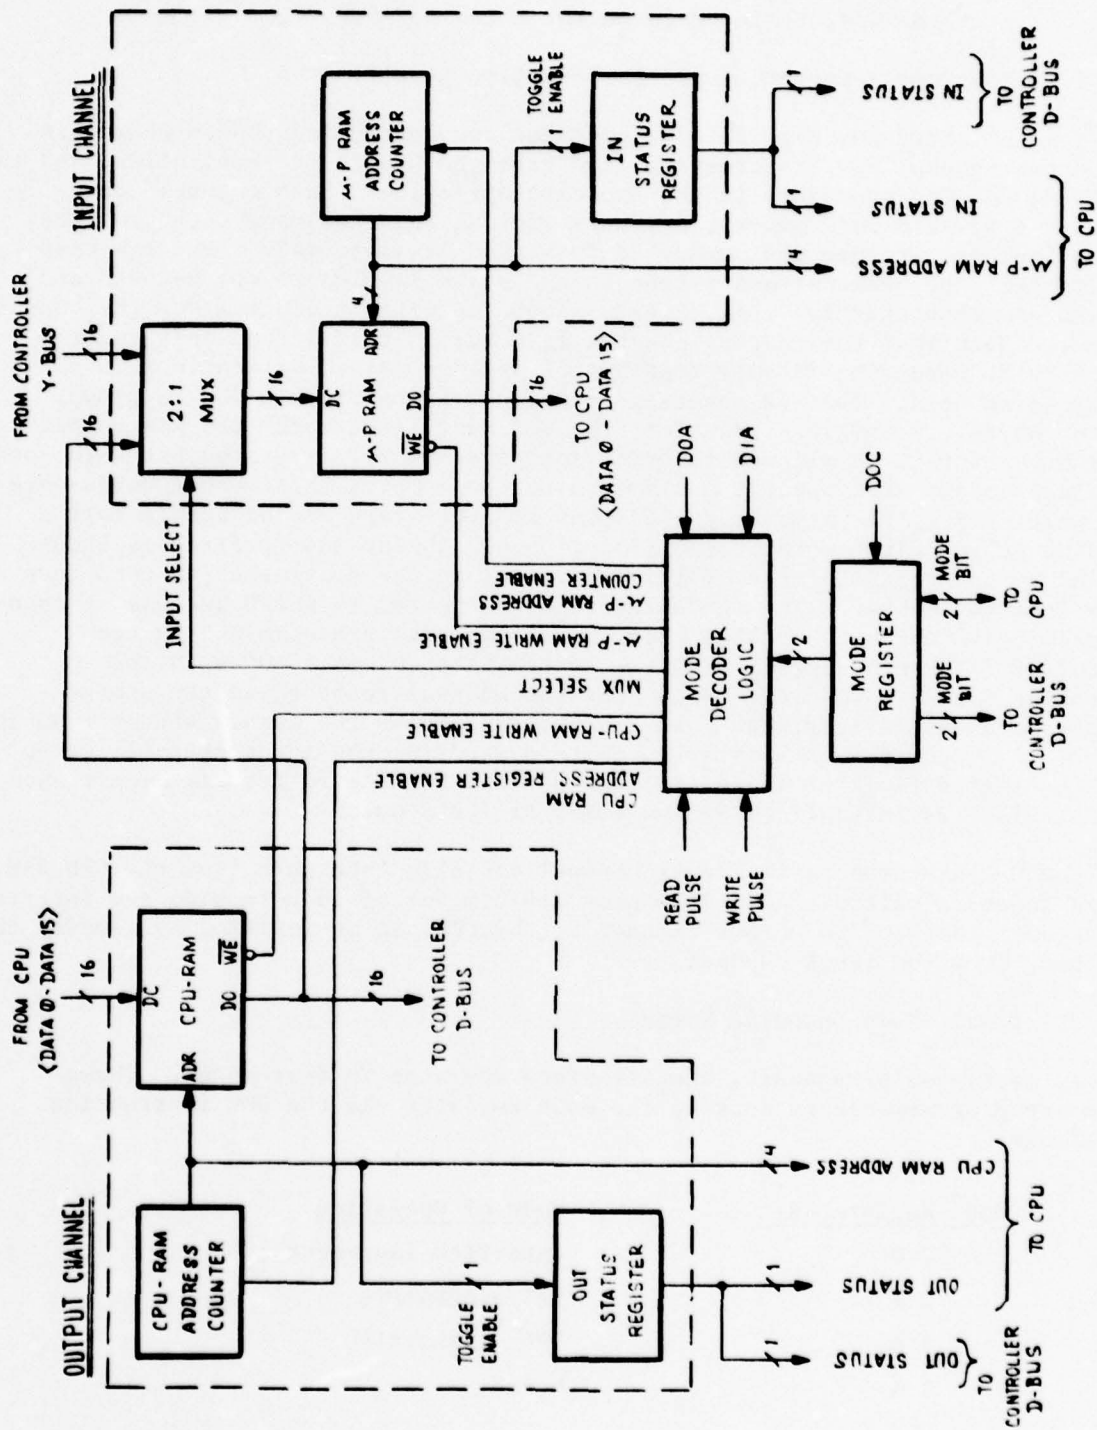 OUTPUT CHANNEL
CPU-RAM
ADDRESS
COUNTER
FROM CPU
<DATA Ø-DATA 15>
16
DC
ADR
CPU-RAM
DO
WE
16
TO CONTROLLER
D-BUS
TOGGLE
ENABLE
1
OUT
STATUS
REGISTER
1
OUT STATUS
TO
CONTROLLER
D-BUS
1
OUT STATUS
4
CPU RAM ADDRESS
TO CPU
INPUT CHANNEL
FROM CONTROLLER
Y-BUS
16
16
2:1
MUX
INPUT SELECT
16
DC
μ-P RAM
ADR
WE
DO
4
μ-P RAM
ADDRESS
COUNTER
16
TO CPU
<DATA Ø - DATA 15>
TOGGLE
ENABLE
1
IN
STATUS
REGISTER
4
μ-P RAM ADDRESS
1
IN STATUS
TO CPU
1
IN STATUS
TO
CONTROLLER
D-BUS
CPU RAM
ADDRESS REGISTER ENABLE
CPU-RAM WRITE ENABLE
MUX SELECT
μ-P RAM WRITE ENABLE
μ-P RAM ADDRESS
COUNTER ENABLE
READ
PULSE
WRITE
PULSE
MODE
DECODER
LOGIC
DOA
DIA
2
MODE
REGISTER
DOC
2
MODE
BIT
TO
CONTROLLER
D-BUS
2
MODE
BIT
TO
CPU